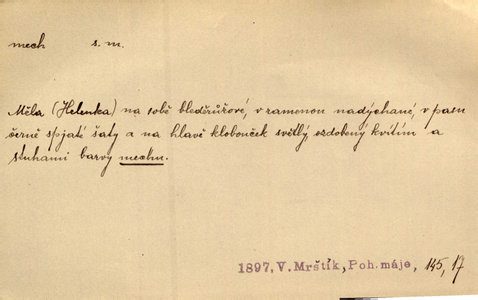 mech s. m.
Měla (Helenka) na sobě bleděrůžové, v ramenou nadýchané, v pasu
černě spjaté šaty a na hlavě klobouček světlý, ozdobený kvítím a
stuhami barvy mechu.
1897, V. Mrštík, Poh. máje, 145, 17